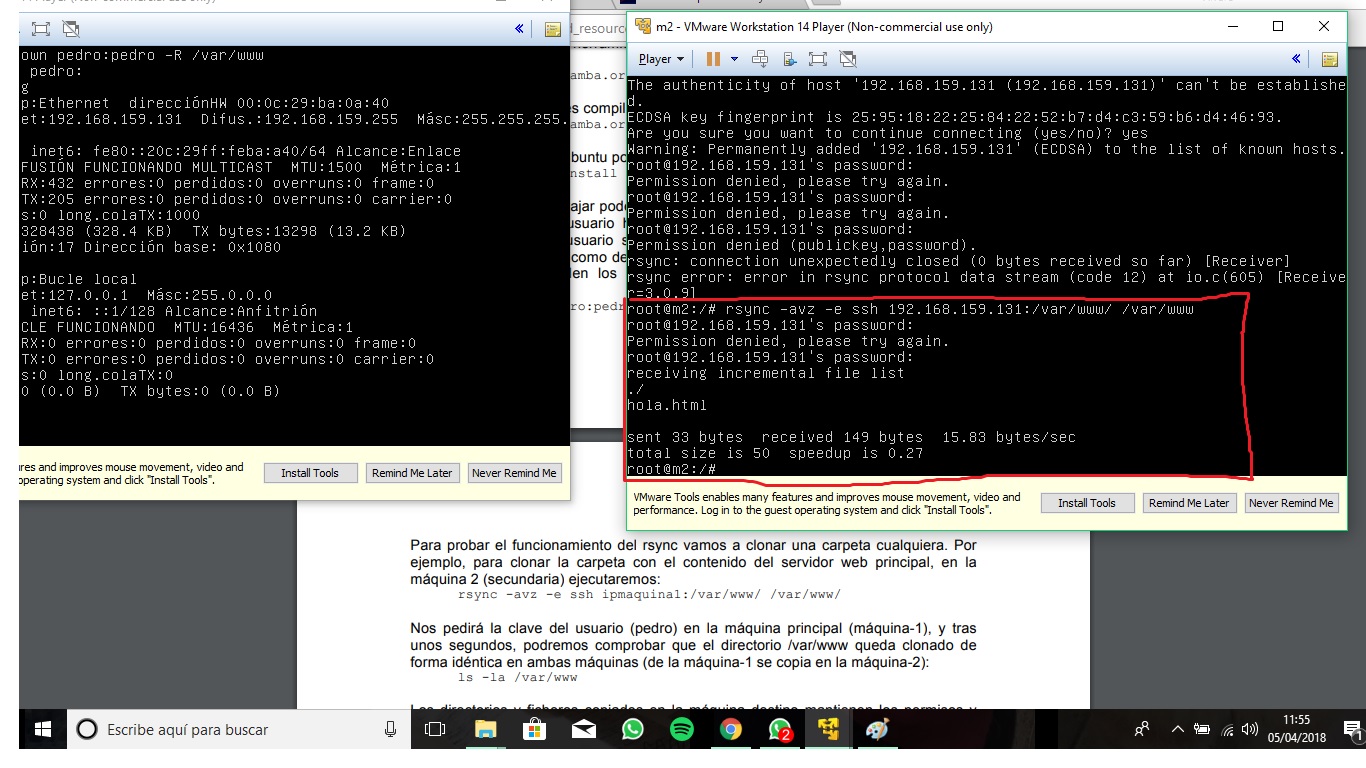 m2 - VMware Workstation 14 Player (Non-commercial use only)
Player
own pedro:pedro -R /var/www
pedro:
g
p:Ethernet direcciónHW 00:0c:29:ba:0a:40
et:192.168.159.131 Difus.:192.168.159.255 Másc:255.255.255.
inet6: fe80::20c:29ff:feba:a40/64 Alcance:Enlace
FUSIÓN FUNCIONANDO MULTICAST MTU:1500 Métrica:1
RX:432 errores:0 perdidos:0 overruns:0 frame:0
TX:205 errores:0 perdidos:0 overruns:0 carrier:0
s:0 long.colaTX:1000
328438 (328.4 KB) TX bytes:13298 (13.2 KB)
ión:17 Dirección base: 0x1080
p:Bucle local
et:127.0.0.1 Másc:255.0.0.0
inet6: ::1/128 Alcance:Anfitrión
CLE FUNCIONANDO MTU:16436 Métrica:1
RX:0 errores:0 perdidos:0 overruns:0 frame:0
TX:0 errores:0 perdidos:0 overruns:0 carrier:0
s:0 long.colaTX:0
0 (0.0 B) TX bytes:0 (0.0 B)
ures and improves mouse movement, video and
operating system and click "Install Tools".
Install Tools
Remind Me Later
Never Remind Me
The authenticity of host '192.168.159.131 (192.168.159.131)' can't be establishe
d.
ECDSA key fingerprint is 25:95:18:22:25:84:22:52:b7:d4:c3:59:b6:d4:46:93.
Are you sure you want to continue connecting (yes/no)? yes
Warning: Permanently added '192.168.159.131' (ECDSA) to the list of known hosts.
root@192.168.159.131's password:
Permission denied, please try again.
root@192.168.159.131's password:
Permission denied, please try again.
root@192.168.159.131's password:
Permission denied (publickey,password).
rsync: connection unexpectedly closed (0 bytes received so far) [Receiver]
rsync error: error in rsync protocol data stream (code 12) at io.c(605) [Receive
r=3.0.9]
root@m2:/# rsync -avz -e ssh 192.168.159.131:/var/www/ /var/www
root@192.168.159.131's password:
Permission denied, please try again.
root@192.168.159.131's password:
receiving incremental file list
./
hola.html
sent 33 bytes received 149 bytes 15.83 bytes/sec
total size is 50 speedup is 0.27
root@m2:/#
VMware Tools enables many features and improves mouse movement, video and
performance. Log in to the guest operating system and click "Install Tools".
Install Tools
Remind Me Later
Never Remind Me
Para probar el funcionamiento del rsync vamos a clonar una carpeta cualquiera. Por
ejemplo, para clonar la carpeta con el contenido del servidor web principal, en la
máquina 2 (secundaria) ejecutaremos:
rsync -avz -e ssh ipmaquina1:/var/www/ /var/www/
Nos pedirá la clave del usuario (pedro) en la máquina principal (máquina-1), y tras
unos segundos, podremos comprobar que el directorio /var/www queda clonado de
forma idéntica en ambas máquinas (de la máquina-1 se copia en la máquina-2):
ls -la /var/www
Escribe aquí para buscar
2
11:55
05/04/2018
1